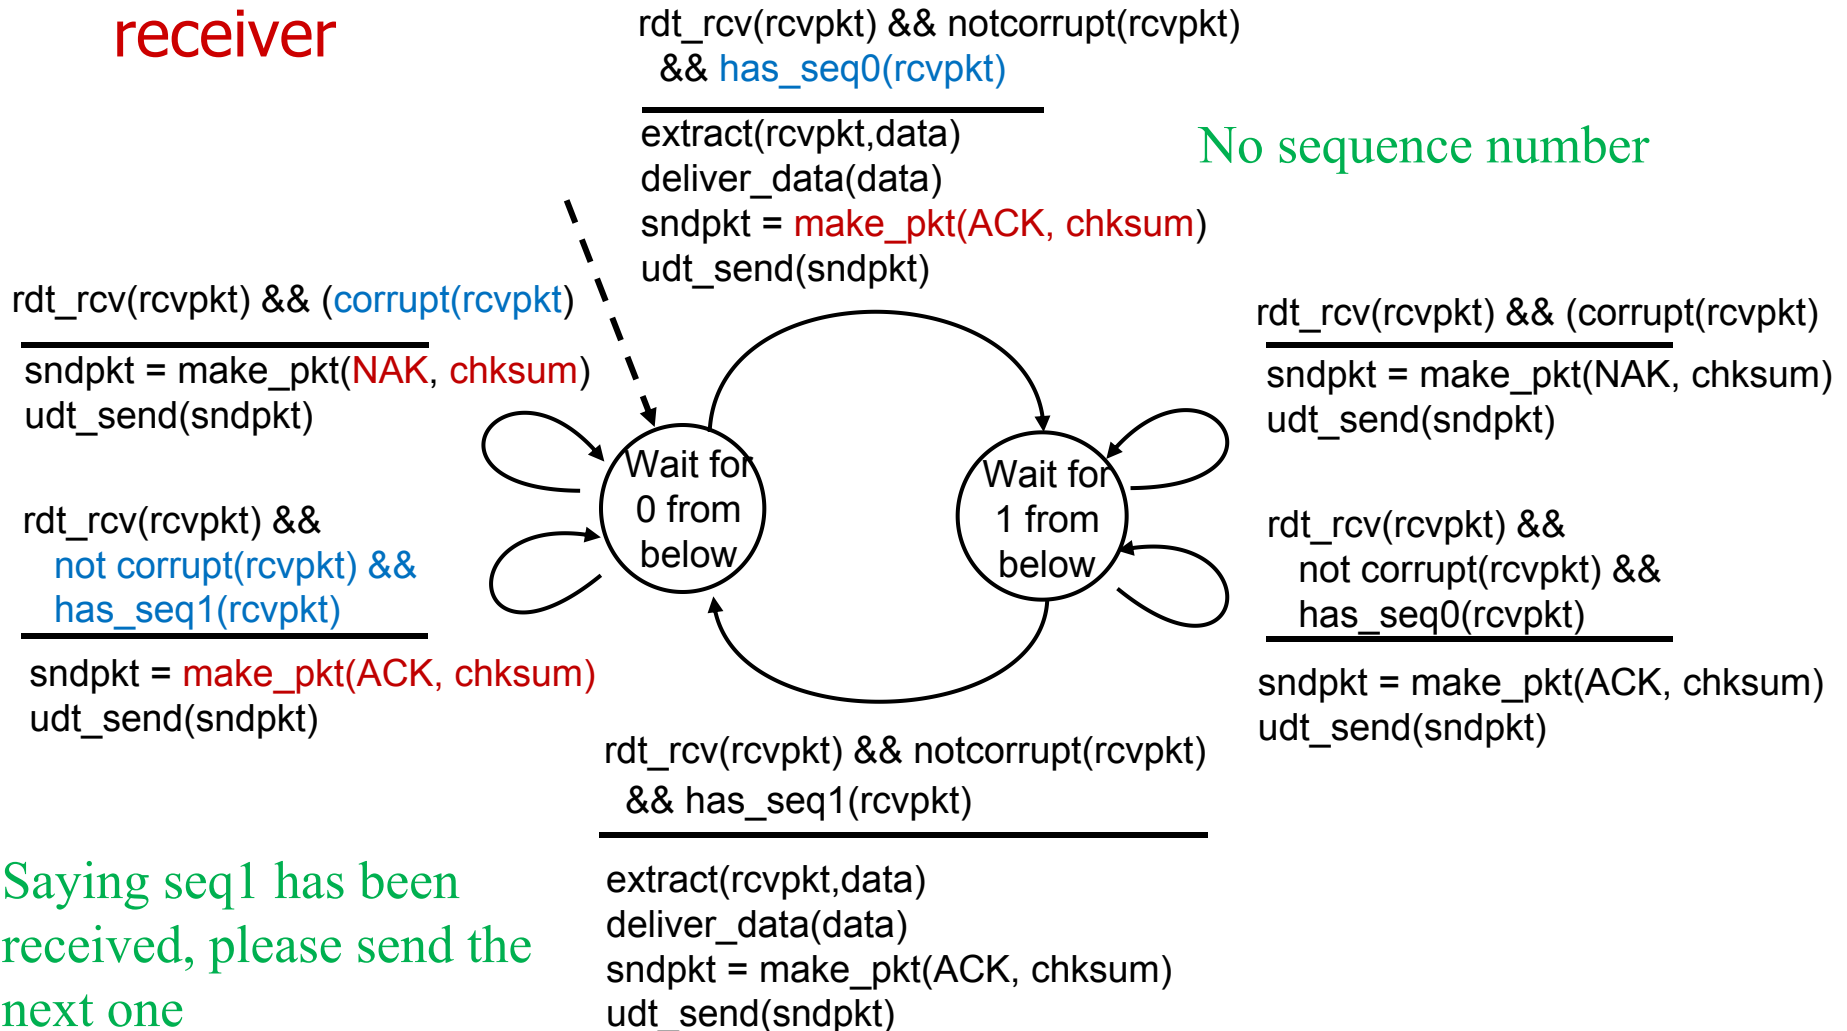 receiver
rdt_rcv(rcvpkt) && notcorrupt(rcvpkt)
&& has_seq0(rcvpkt)
extract(rcvpkt,data)
deliver_data(data)
sndpkt = make_pkt(ACK, chksum)
udt_send(sndpkt)
No sequence number
rdt_rcv(rcvpkt) && (corrupt(rcvpkt)
sndpkt = make_pkt(NAK, chksum)
udt_send(sndpkt)
rdt_rcv(rcvpkt) &&
not corrupt(rcvpkt) &&
has_seq1(rcvpkt)
sndpkt = make_pkt(ACK, chksum)
udt_send(sndpkt)
Wait for
0 from
below
Wait for
1 from
below
rdt_rcv(rcvpkt) && (corrupt(rcvpkt)
sndpkt = make_pkt(NAK, chksum)
udt_send(sndpkt)
rdt_rcv(rcvpkt) &&
not corrupt(rcvpkt) &&
has_seq0(rcvpkt)
sndpkt = make_pkt(ACK, chksum)
udt_send(sndpkt)
rdt_rcv(rcvpkt) && notcorrupt(rcvpkt)
&& has_seq1(rcvpkt)
extract(rcvpkt,data)
deliver_data(data)
sndpkt = make_pkt(ACK, chksum)
udt_send(sndpkt)
Saying seq1 has been
received, please send the
next one